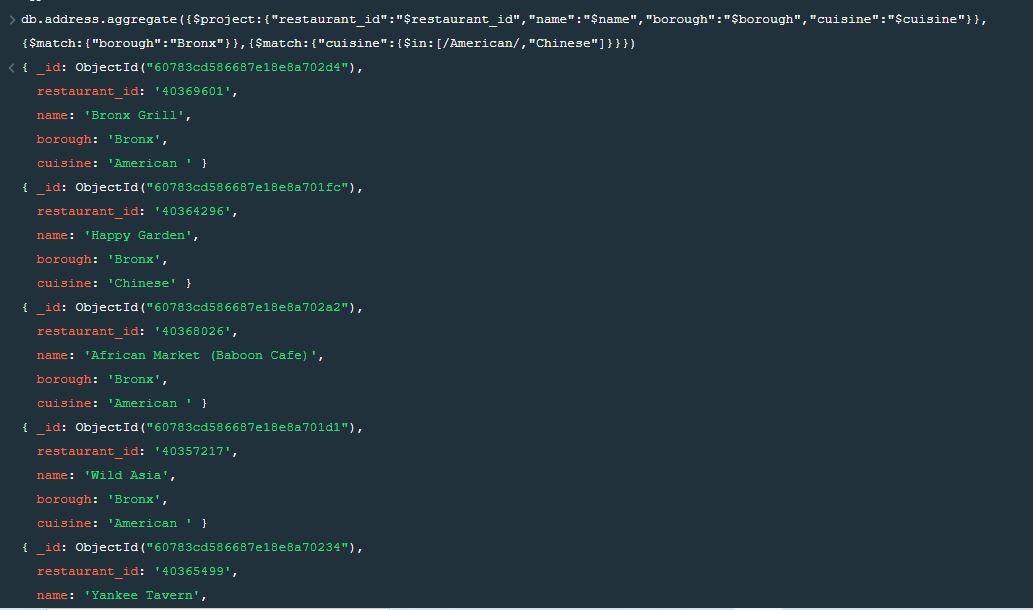 > db.address.aggregate({$project:{"restaurant_id":"$restaurant_id","name":"$name","borough":"$borough","cuisine":"$cuisine"}},
{$match:{"borough":"Bronx"}},{$match:{"cuisine":{$in:[/American/,"Chinese"]}}})
< { _id: ObjectId("60783cd586687e18e8a702d4"),
restaurant_id: '40369601',
name: 'Bronx Grill',
borough: 'Bronx',
cuisine: 'American ' }
{ _id: ObjectId("60783cd586687e18e8a701fc"),
restaurant_id: '40364296',
name: 'Happy Garden',
borough: 'Bronx',
cuisine: 'Chinese' }
{ _id: ObjectId("60783cd586687e18e8a702a2"),
restaurant_id: '40368026',
name: 'African Market (Baboon Cafe)',
borough: 'Bronx',
cuisine: 'American ' }
{ _id: ObjectId("60783cd586687e18e8a701d1"),
restaurant_id: '40357217',
name: 'Wild Asia',
borough: 'Bronx',
cuisine: 'American ' }
{ _id: ObjectId("60783cd586687e18e8a70234"),
restaurant_id: '40365499',
name: 'Yankee Tavern',